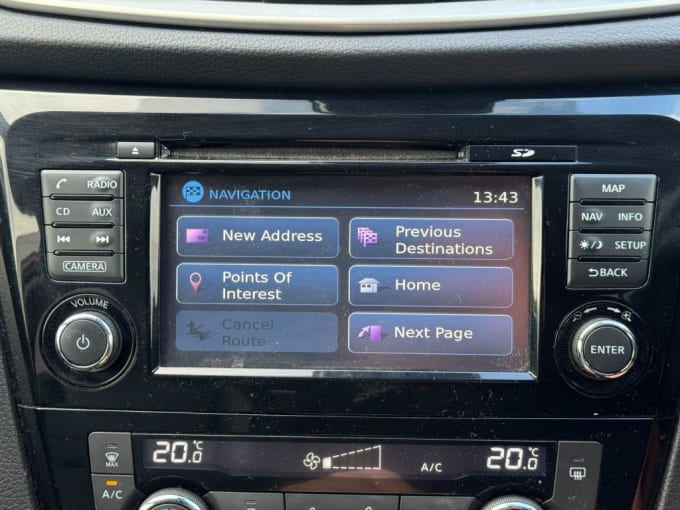 SD
RADIO
CD AUX
CAMERA
VOLUME
NAVIGATION 13:43
New Address
Previous
Destinations
Points Of
Interest
Home
Cancel
Route
Next Page
MAP
NAV INFO
SETUP
BACK
ENTER
MAX
A/C
20.0°C
A/C
20.0°C